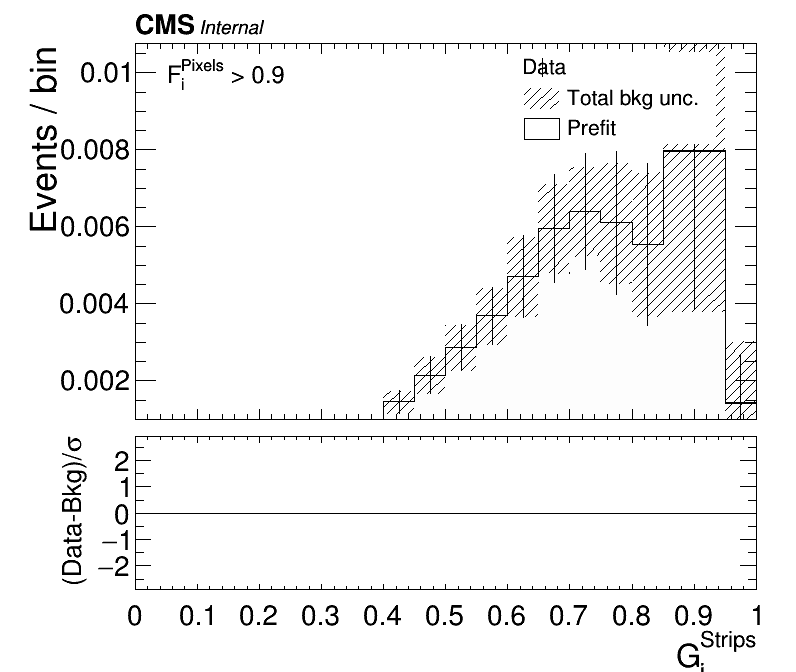 CMS Internal
F_i^Pixels > 0.9
Data
Total bkg unc.
Prefit
Events / bin
0.01
0.008
0.006
0.004
0.002
(Data-Bkg)/σ
2
1
0
−1
−2
0 0.1 0.2 0.3 0.4 0.5 0.6 0.7 0.8 0.9 1
G_i^Strips